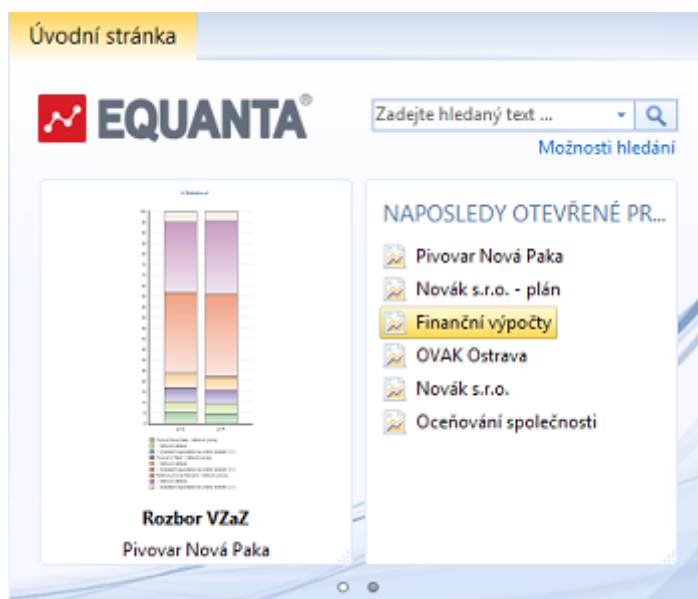 Úvodní stránka
EQUANTA®
Zadejte hledaný text ...
Možnosti hledání
NAPOSLEDY OTEVŘENÉ PR...
Pivovar Nová Paka
Novák s.r.o. - plán
Finanční výpočty
OVAK Ostrava
Novák s.r.o.
Oceňování společnosti
Rozbor VZaZ
Pivovar Nová Paka